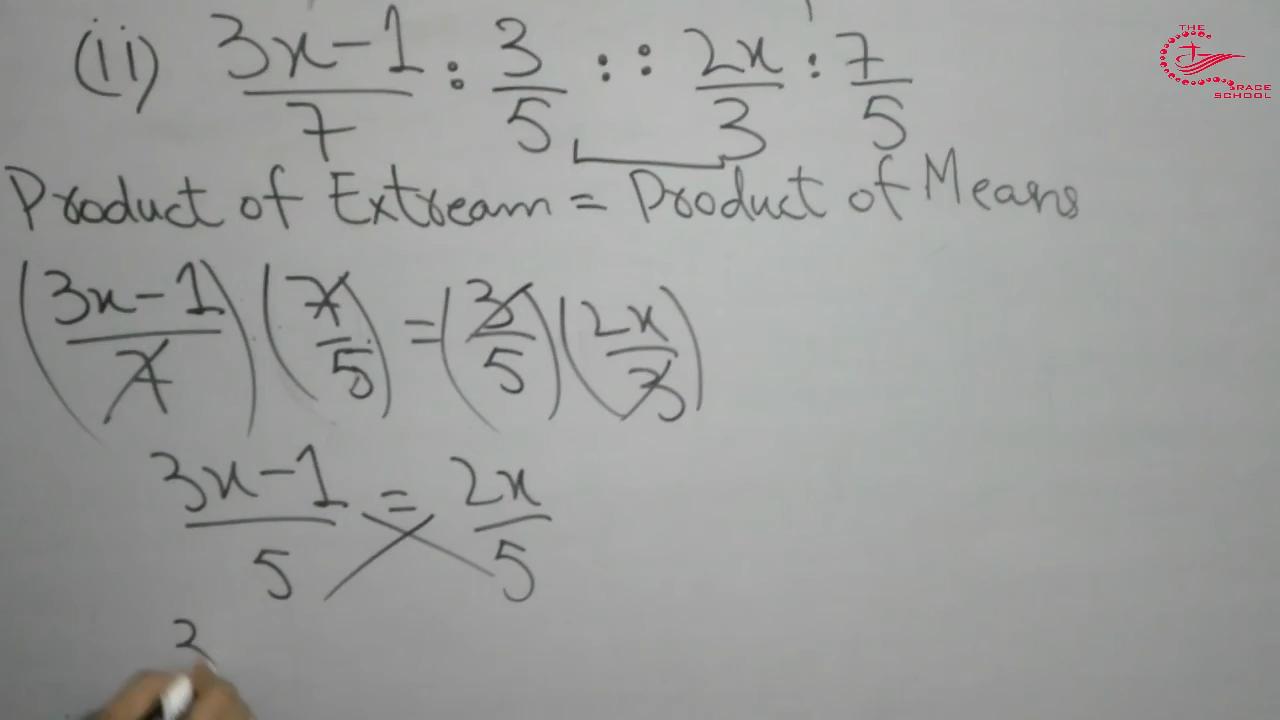 (ii) 3x-1/7 : 3/5 :: 2x/3 : 7/5
Product of Extream = Product of Means
(3x-1/7)(7/5) = (3/5)(2x/3)
3x-1/5 = 2x/5
3
THE
GRACE
SCHOOL